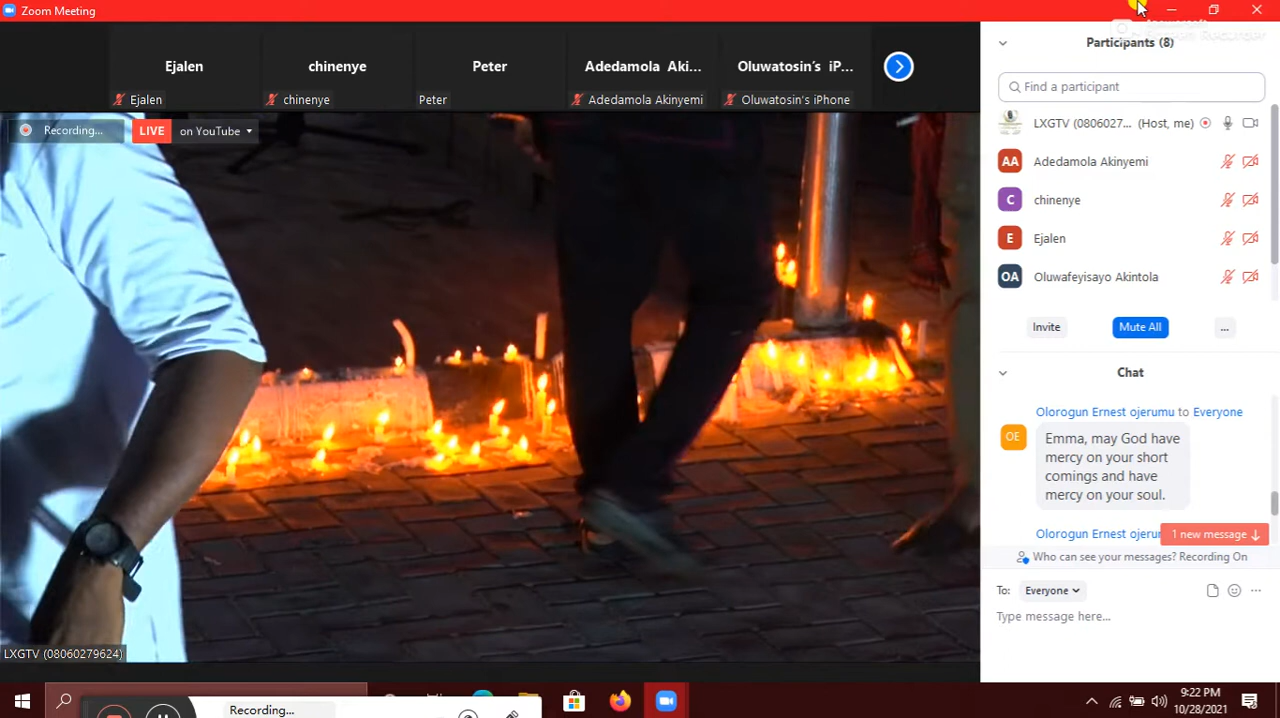 Zoom Meeting
Participants (8)
Ejalen
chinenye
Peter
Adedamola Aki...
Oluwatosin's iP...
Ejalen
chinenye
Peter
Adedamola Akinyemi
Oluwatosin's iPhone
Recording...
LIVE on YouTube
Find a participant
LXGTV (0806027... (Host, me)
AA Adedamola Akinyemi
C chinenye
E Ejalen
OA Oluwafeyisayo Akintola
Invite
Mute All
...
Chat
Olorogun Ernest ojerumu to Everyone
OE
Emma, may God have
mercy on your short
comings and have
mercy on your soul.
Olorogun Ernest ojeru
1 new message
Who can see your messages? Recording On
To: Everyone
Type message here...
LXGTV (08060279624)
Recording...
9:22 PM
10/28/2021